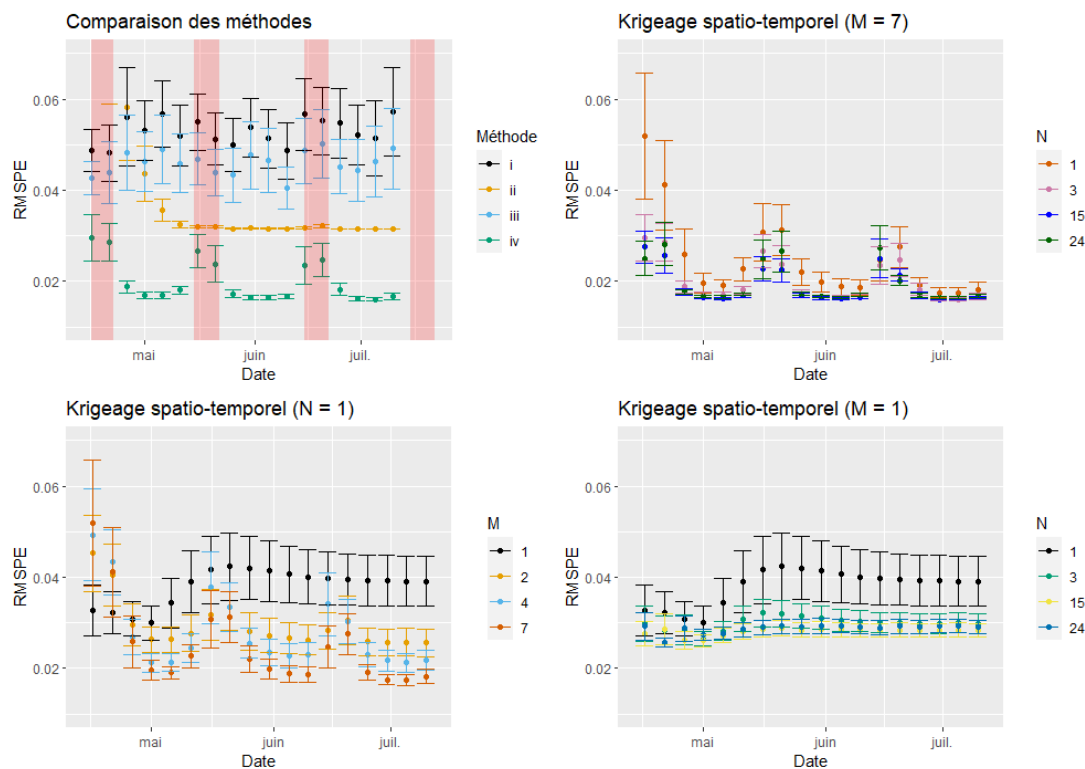 Comparaison des méthodes
RMSPE
0.06
0.04
0.02
mai
juin
juil.
Date
Méthode
i
ii
iii
iv
Krigeage spatio-temporel (M = 7)
RMSPE
0.06
0.04
0.02
mai
juin
juil.
Date
N
1
3
15
24
Krigeage spatio-temporel (N = 1)
RMSPE
0.06
0.04
0.02
mai
juin
juil.
Date
M
1
2
4
7
Krigeage spatio-temporel (M = 1)
RMSPE
0.06
0.04
0.02
mai
juin
juil.
Date
N
1
3
15
24